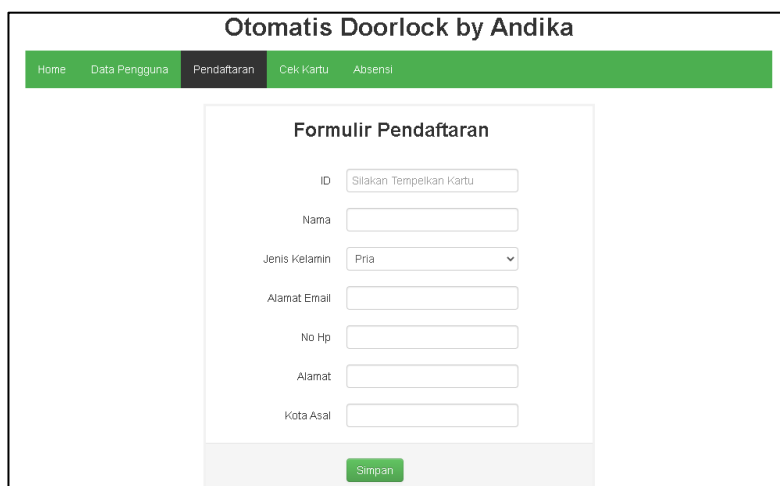 Otomatis Doorlock by Andika
Home Data Pengguna Pendaftaran Cek Kartu Absensi
Formulir Pendaftaran
ID Silakan Tempelkan Kartu
Nama
Jenis Kelamin Pria
Alamat Email
No Hp
Alamat
Kota Asal
Simpan